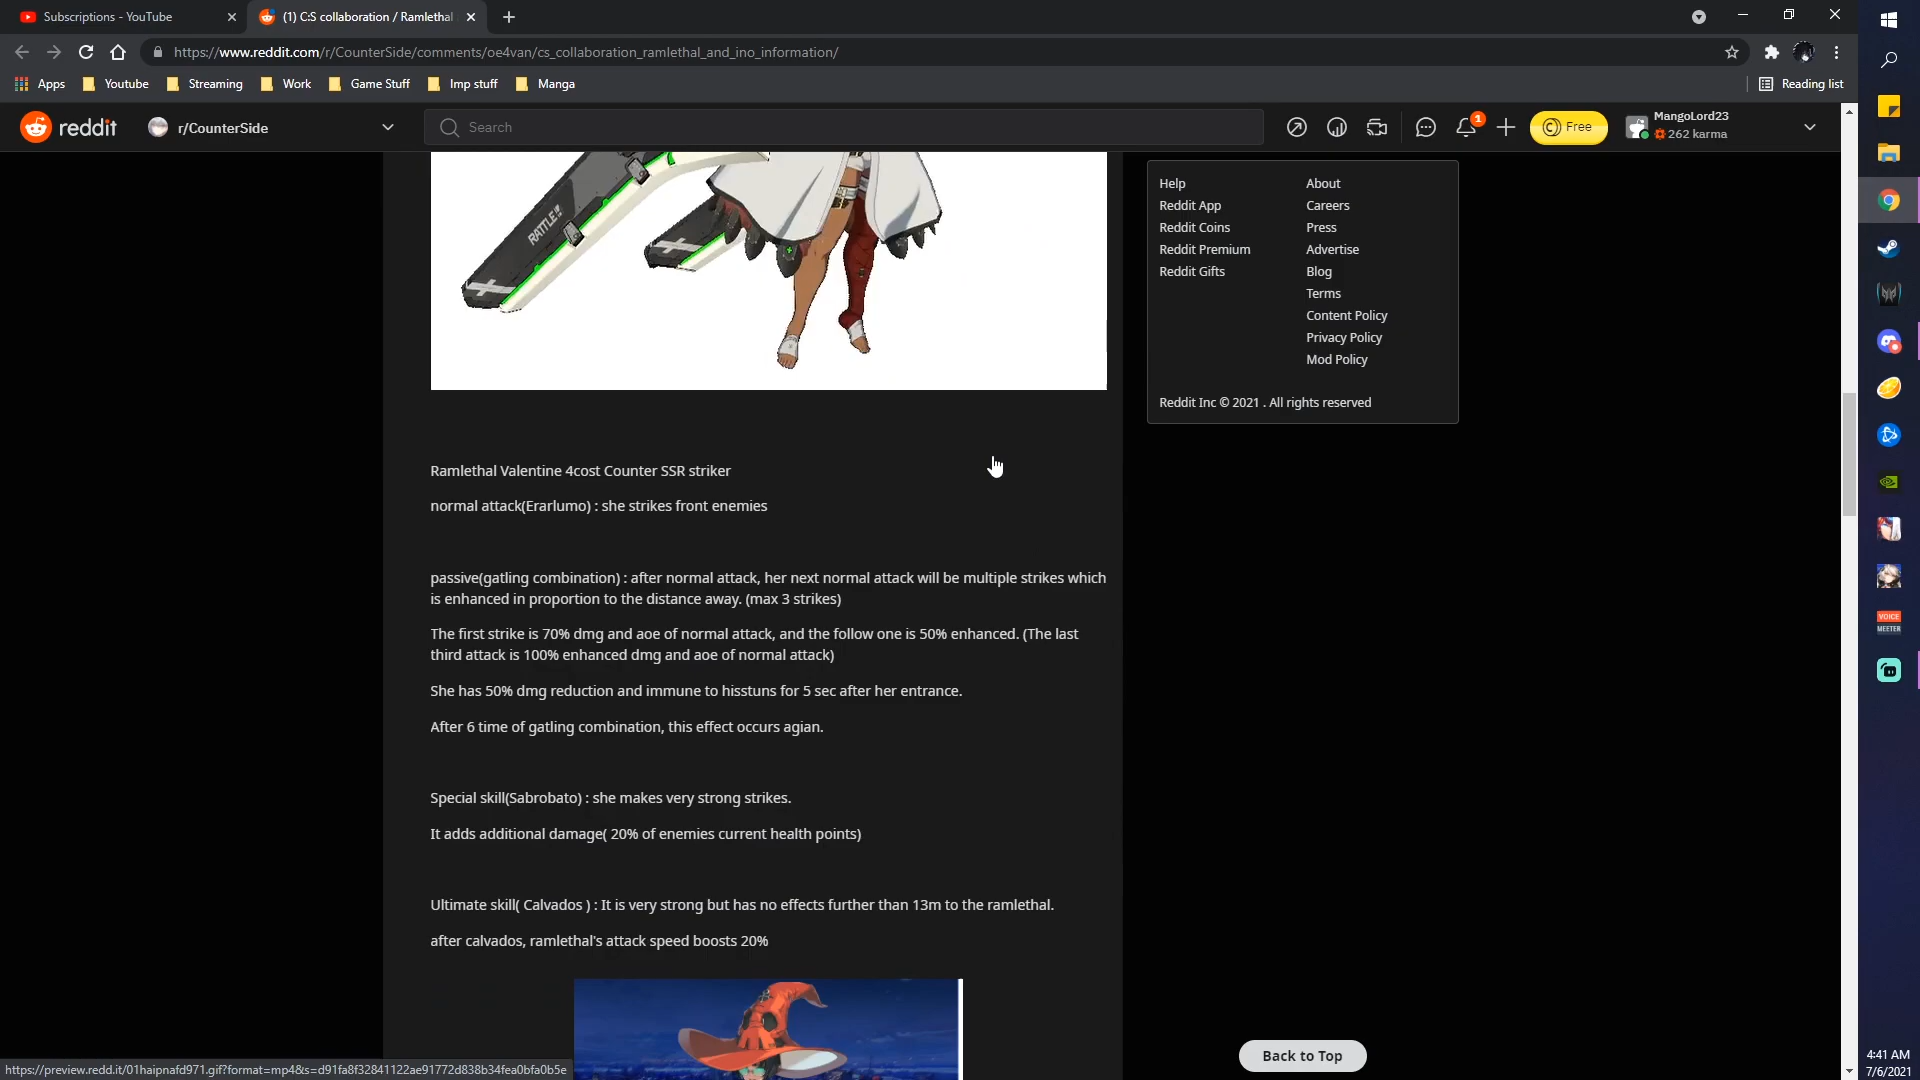 Subscriptions - YouTube
(1) C:S collaboration / Ramlethal
https://www.reddit.com/r/CounterSide/comments/oe4van/cs_collaboration_ramlethal_and_ino_information/
Apps Youtube Streaming Work Game Stuff Imp stuff Manga Reading list
reddit r/CounterSide Search 1 Free MangoLord23
262 karma
RATTLE
Help About
Reddit App Careers
Reddit Coins Press
Reddit Premium Advertise
Reddit Gifts Blog
Terms
Content Policy
Privacy Policy
Mod Policy
Reddit Inc © 2021 . All rights reserved
Ramlethal Valentine 4cost Counter SSR striker
normal attack(Erarlumo) : she strikes front enemies
passive(gatling combination) : after normal attack, her next normal attack will be multiple strikes which
is enhanced in proportion to the distance away. (max 3 strikes)
The first strike is 70% dmg and aoe of normal attack, and the follow one is 50% enhanced. (The last
third attack is 100% enhanced dmg and aoe of normal attack)
She has 50% dmg reduction and immune to hisstuns for 5 sec after her entrance.
After 6 time of gatling combination, this effect occurs agian.
Special skill(Sabrobato) : she makes very strong strikes.
It adds additional damage( 20% of enemies current health points)
Ultimate skill( Calvados ) : It is very strong but has no effects further than 13m to the ramlethal.
after calvados, ramlethal's attack speed boosts 20%
Back to Top
https://preview.redd.it/01haipnafd971.gif?format=mp4&s=d91fa8f32841122ae91772d838b34fea0bfa0b5e
VOICE
MEETER
4:41 AM
7/6/2021